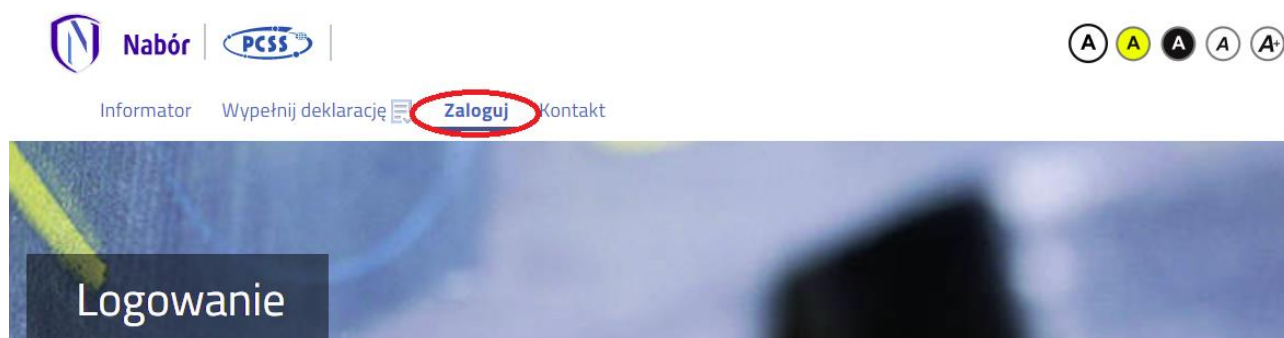 Nabór PCSS A A A A A+
Informator Wypełnij deklarację Zaloguj Kontakt
Logowanie